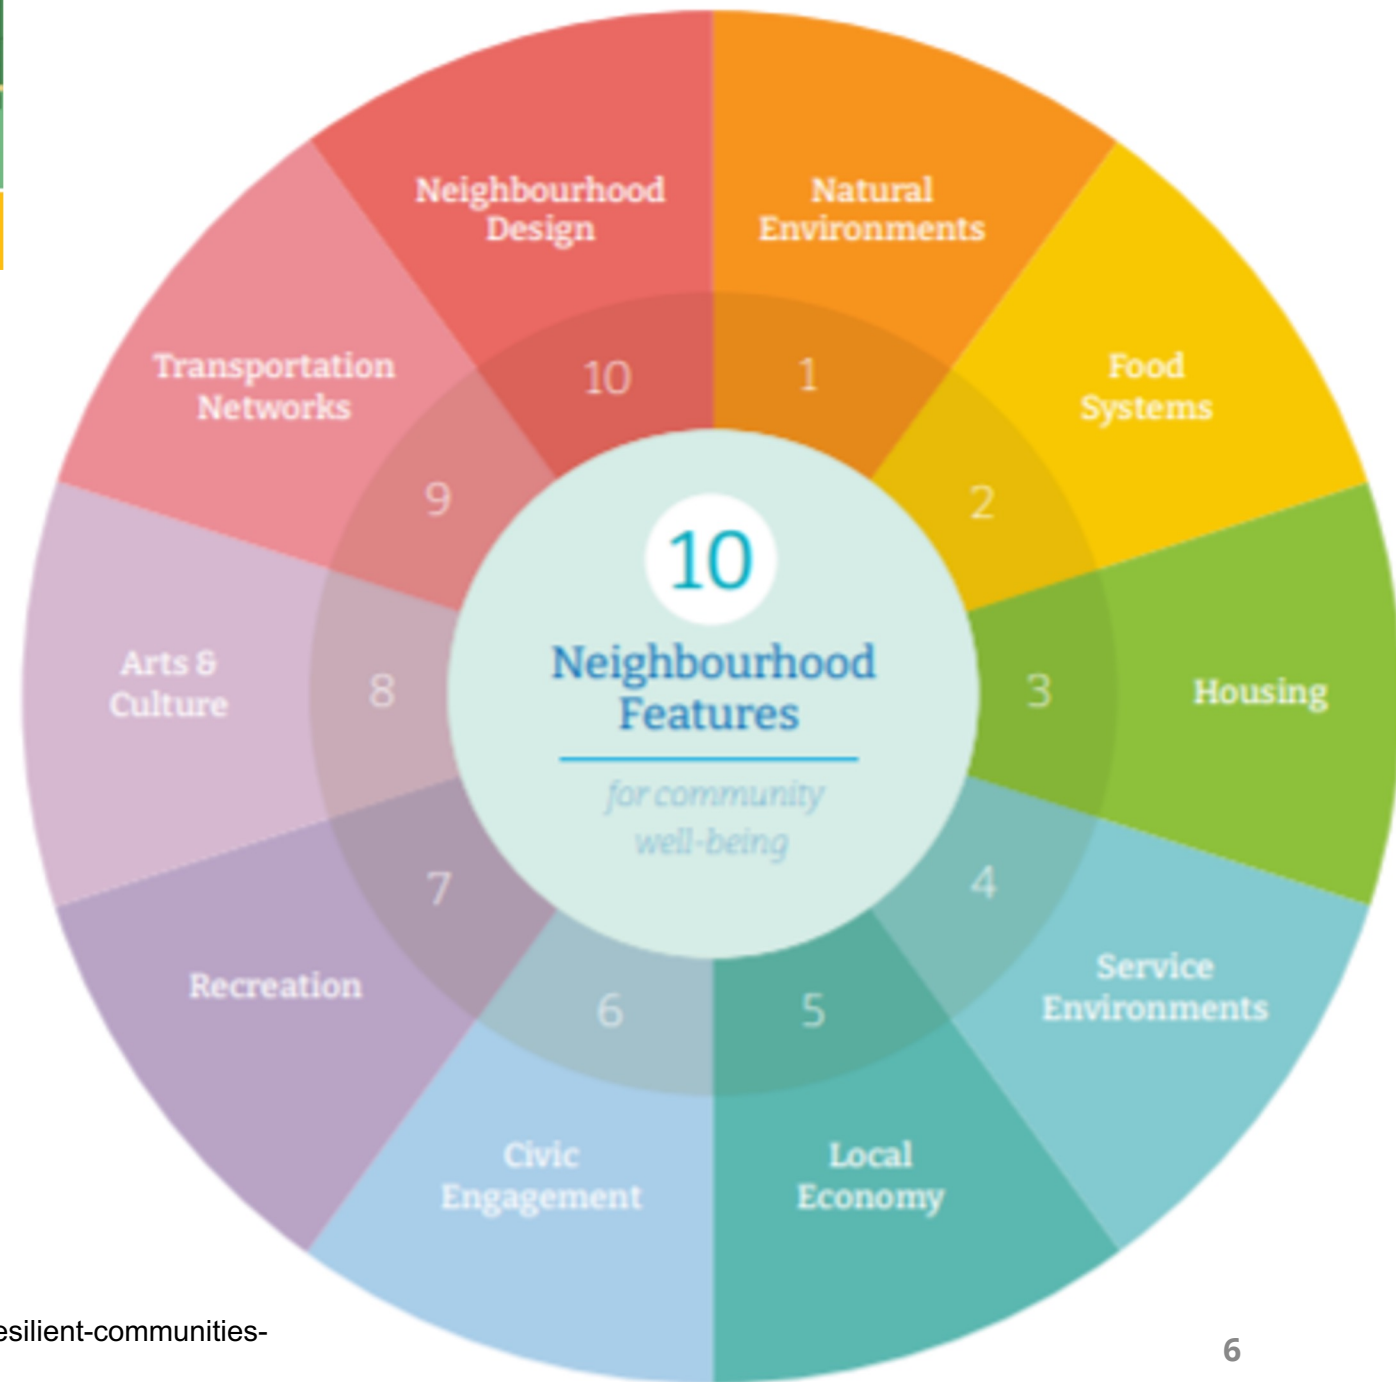 10
Neighbourhood
Features
for community
well-being
1
Natural
Environments
2
Food
Systems
3
Housing
4
Service
Environments
5
Local
Economy
6
Civic
Engagement
7
Recreation
8
Arts &
Culture
9
Transportation
Networks
10
Neighbourhood
Design
esilient-communities-
6